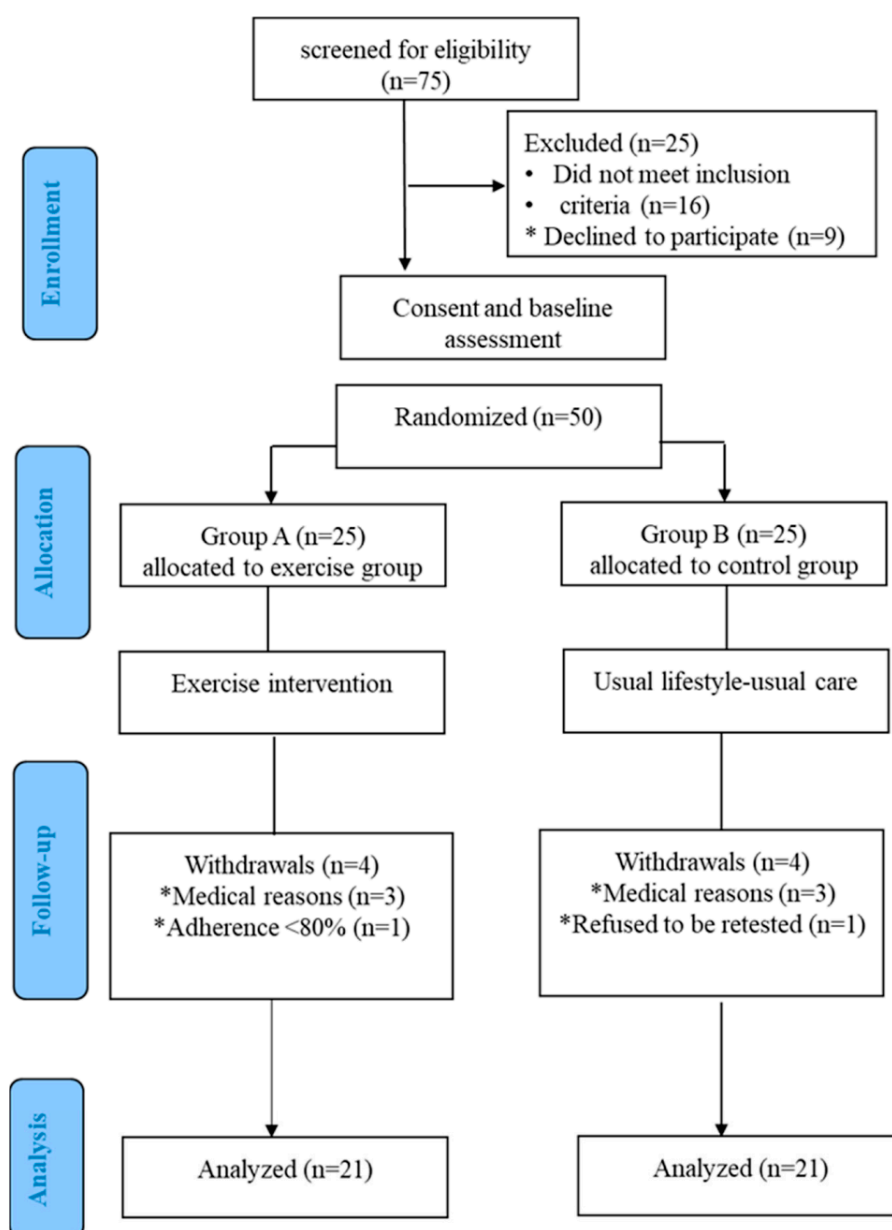 screened for eligibility
(n=75)
Enrollment
Excluded (n=25)
• Did not meet inclusion
• criteria (n=16)
* Declined to participate (n=9)
Consent and baseline
assessment
Randomized (n=50)
Allocation
Group A (n=25)
allocated to exercise group
Group B (n=25)
allocated to control group
Exercise intervention
Usual lifestyle-usual care
Follow-up
Withdrawals (n=4)
*Medical reasons (n=3)
*Adherence <80% (n=1)
Withdrawals (n=4)
*Medical reasons (n=3)
*Refused to be retested (n=1)
Analysis
Analyzed (n=21)
Analyzed (n=21)